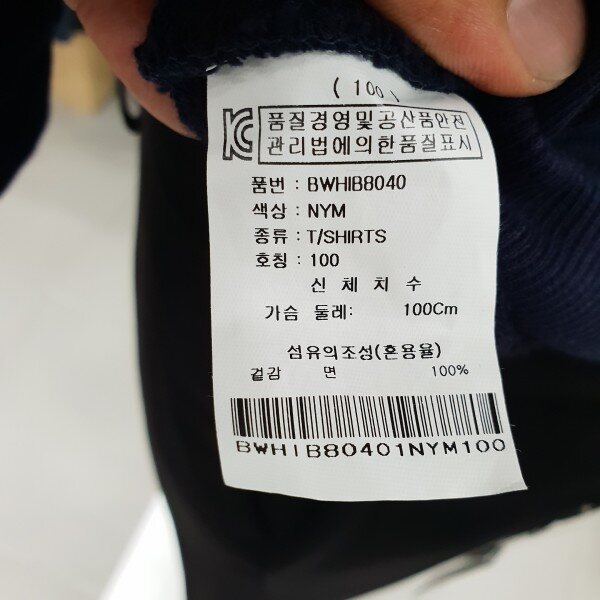 ( 100 )
품질경영및공산품안전
관리법에의한품질표시
품번 : BWHIB8040
색상 : NYM
종류 : T/SHIRTS
호칭 : 100
신 체 치 수
가슴 둘레: 100Cm
섬유의조성(혼용율)
겉감 면 100%
BWHIB80401NYM100